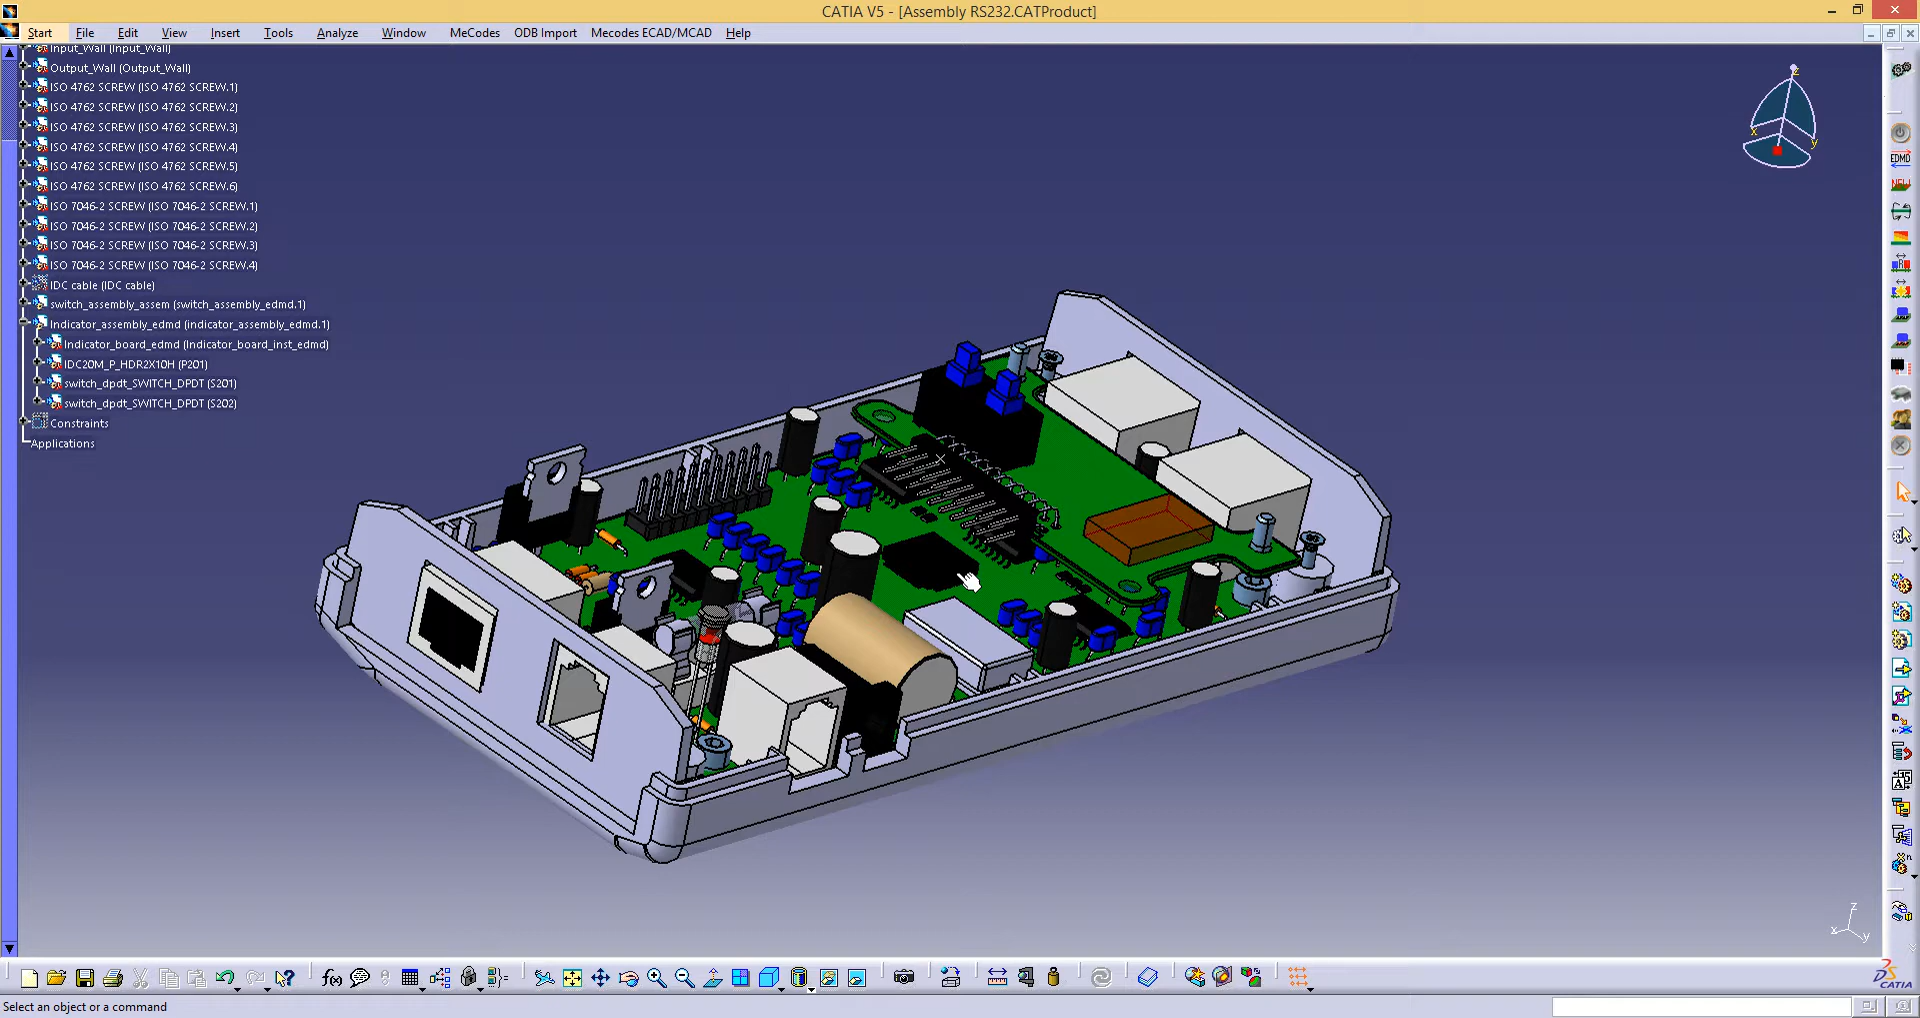 CATIA V5 - [Assembly RS232.CATProduct]
Start File Edit View Insert Tools Analyze Window MeCodes ODB Import Mecodes ECAD/MCAD Help
Input_Wall (Input_Wall)
Output_Wall (Output_Wall)
ISO 4762 SCREW (ISO 4762 SCREW.1)
ISO 4762 SCREW (ISO 4762 SCREW.2)
ISO 4762 SCREW (ISO 4762 SCREW.3)
ISO 4762 SCREW (ISO 4762 SCREW.4)
ISO 4762 SCREW (ISO 4762 SCREW.5)
ISO 4762 SCREW (ISO 4762 SCREW.6)
ISO 7046-2 SCREW (ISO 7046-2 SCREW.1)
ISO 7046-2 SCREW (ISO 7046-2 SCREW.2)
ISO 7046-2 SCREW (ISO 7046-2 SCREW.3)
ISO 7046-2 SCREW (ISO 7046-2 SCREW.4)
IDC cable (IDC cable)
switch_assembly_assem (switch_assembly_edmd.1)
Indicator_assembly_edmd (indicator_assembly_edmd.1)
Indicator_board_edmd (Indicator_board_inst_edmd)
IDC20M_P_HDR2X10H (P201)
switch_dpdt_SWITCH_DPDT (S201)
switch_dpdt_SWITCH_DPDT (S202)
Constraints
Applications
z
x
y
EDMD
NEW
z
x
y
f(x)
CATIA
Select an object or a command